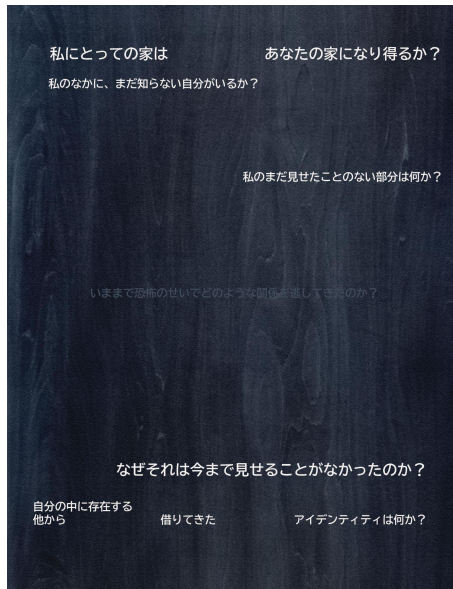 私にとっての家は　　　　　　　あなたの家になり得るか？
私のなかに、まだ知らない自分がいるか？
私のまだ見せたことのない部分は何か？
いままで恐怖のせいでどのような関係を逃してきたのか？
なぜそれは今まで見せることがなかったのか？
自分の中に存在する
他から　　　　　　　借りてきた　　　　　　　アイデンティティは何か？